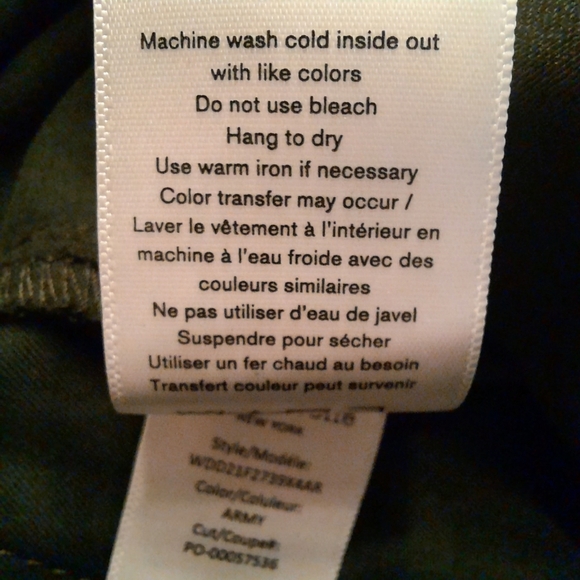 Machine wash cold inside out
with like colors
Do not use bleach
Hang to dry
Use warm iron if necessary
Color transfer may occur /
Laver le vêtement à l'intérieur en
machine à l'eau froide avec des
couleurs similaires
Ne pas utiliser d'eau de javel
Suspendre pour sécher
Utiliser un fer chaud au besoin
Transfert couleur peut survenir
NEW YORK
Style/Modèle:
WDD21F2739X4AR
Color/Couleur:
ARMY
Cut/Coupe#:
PO-00057536